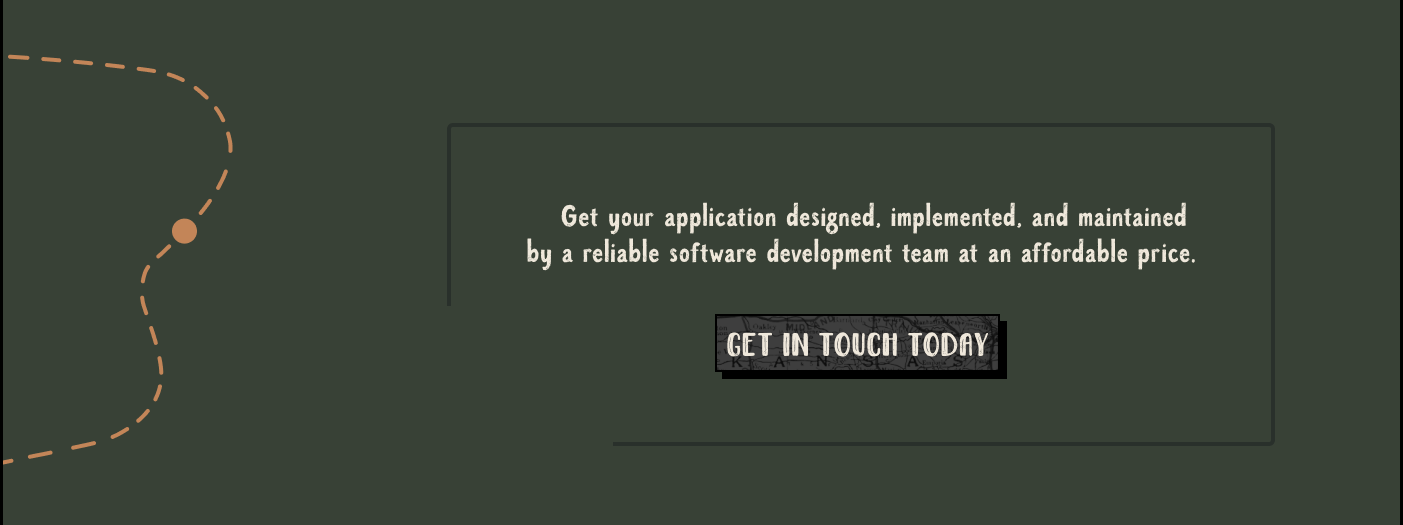 Get your application designed, implemented, and maintained
by a reliable software development team at an affordable price.
GET IN TOUCH TODAY
KANSAS